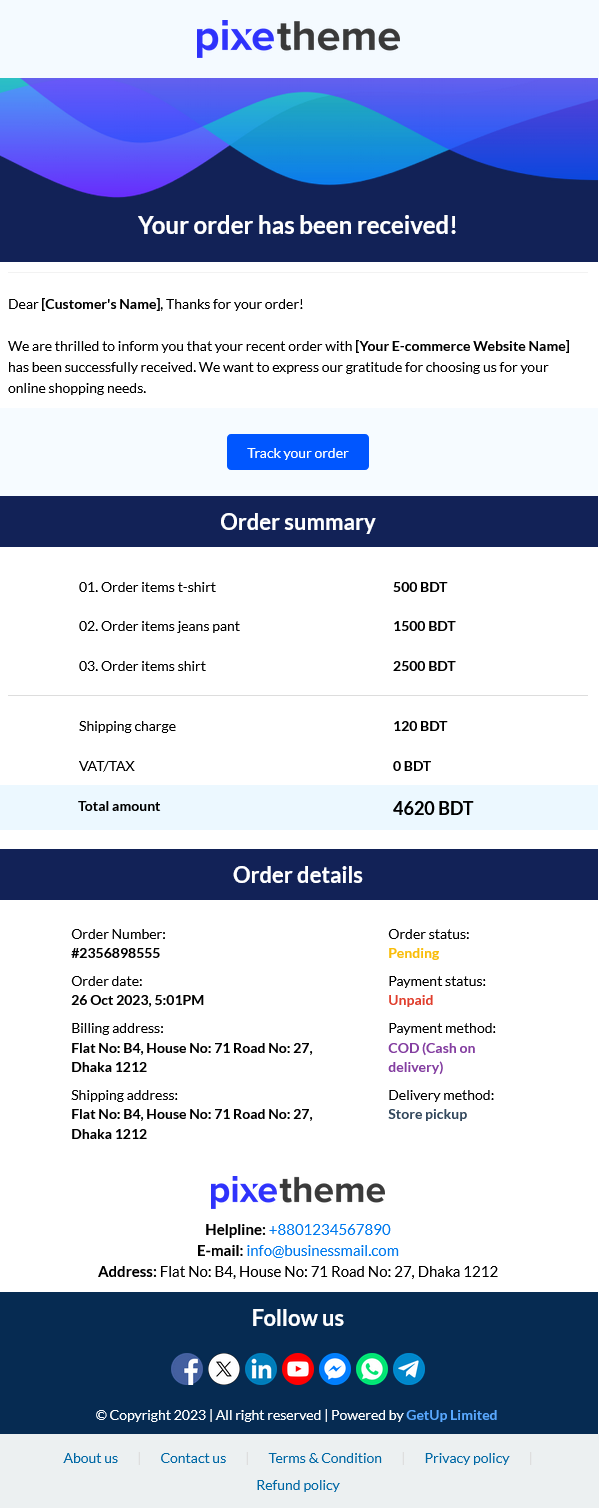 pixetheme
Your order has been received!
Dear [Customer's Name], Thanks for your order!
We are thrilled to inform you that your recent order with [Your E-commerce Website Name]
has been successfully received. We want to express our gratitude for choosing us for your
online shopping needs.
Track your order
Order summary
01. Order items t-shirt 500 BDT
02. Order items jeans pant 1500 BDT
03. Order items shirt 2500 BDT
Shipping charge 120 BDT
VAT/TAX 0 BDT
Total amount 4620 BDT
Order details
Order Number:
#2356898555
Order date:
26 Oct 2023, 5:01PM
Billing address:
Flat No: B4, House No: 71 Road No: 27,
Dhaka 1212
Shipping address:
Flat No: B4, House No: 71 Road No: 27,
Dhaka 1212
Order status:
Pending
Payment status:
Unpaid
Payment method:
COD (Cash on
delivery)
Delivery method:
Store pickup
pixetheme
Helpline: +8801234567890
E-mail: info@businessmail.com
Address: Flat No: B4, House No: 71 Road No: 27, Dhaka 1212
Follow us
© Copyright 2023 | All right reserved | Powered by GetUp Limited
About us | Contact us | Terms & Condition | Privacy policy |
Refund policy